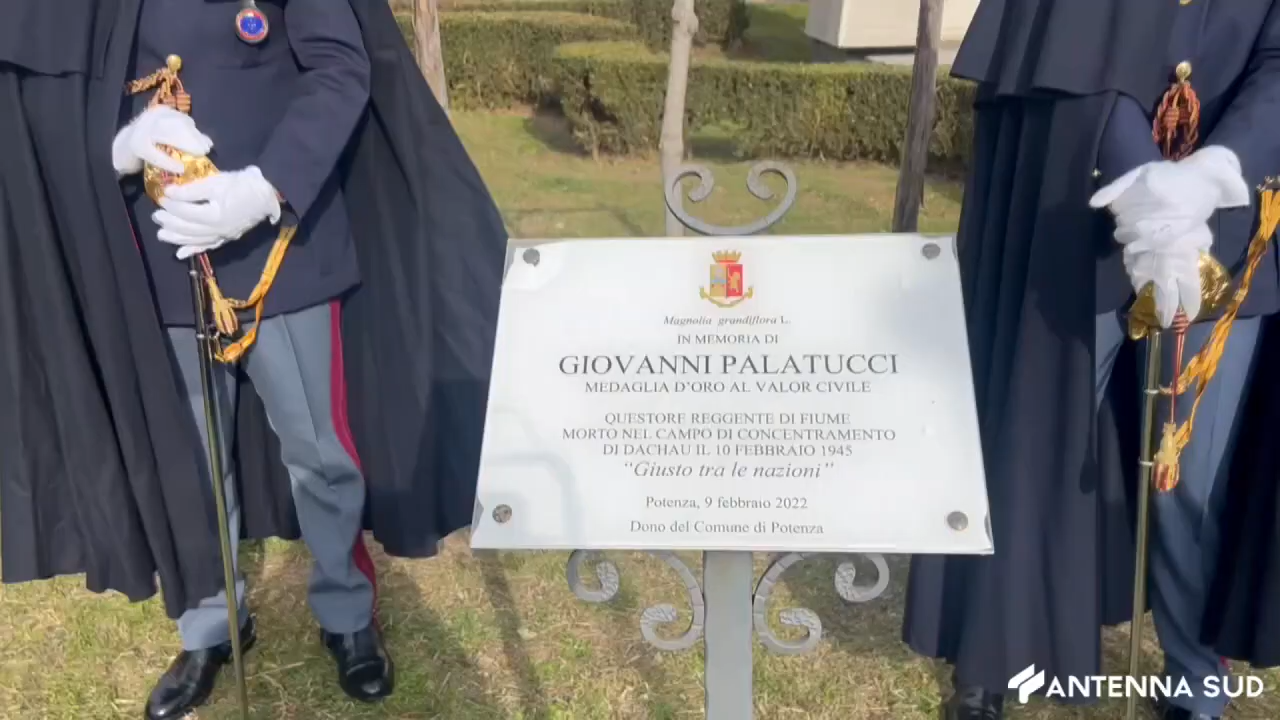 Magnolia grandiflora L.
IN MEMORIA DI
GIOVANNI PALATUCCI
MEDAGLIA D'ORO AL VALOR CIVILE
QUESTORE REGGENTE DI FIUME
MORTO NEL CAMPO DI CONCENTRAMENTO
DI DACHAU IL 10 FEBBRAIO 1945
"Giusto tra le nazioni"
Potenza, 9 febbraio 2022
Dono del Comune di Potenza
ANTENNA SUD